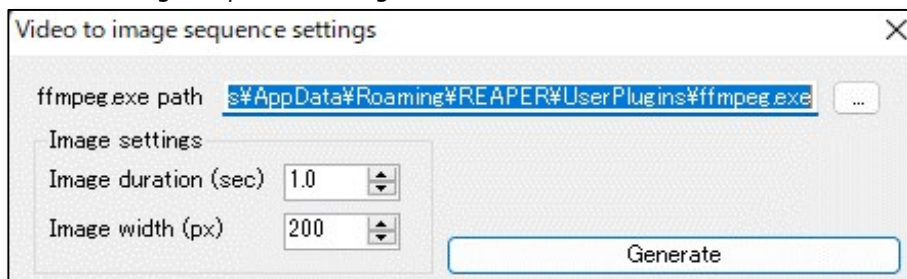 Video to image sequence settings
ffmpeg.exe path s¥AppData¥Roaming¥REAPER¥UserPlugins¥ffmpeg.exe ...
Image settings
Image duration (sec) 1.0
Image width (px) 200
Generate